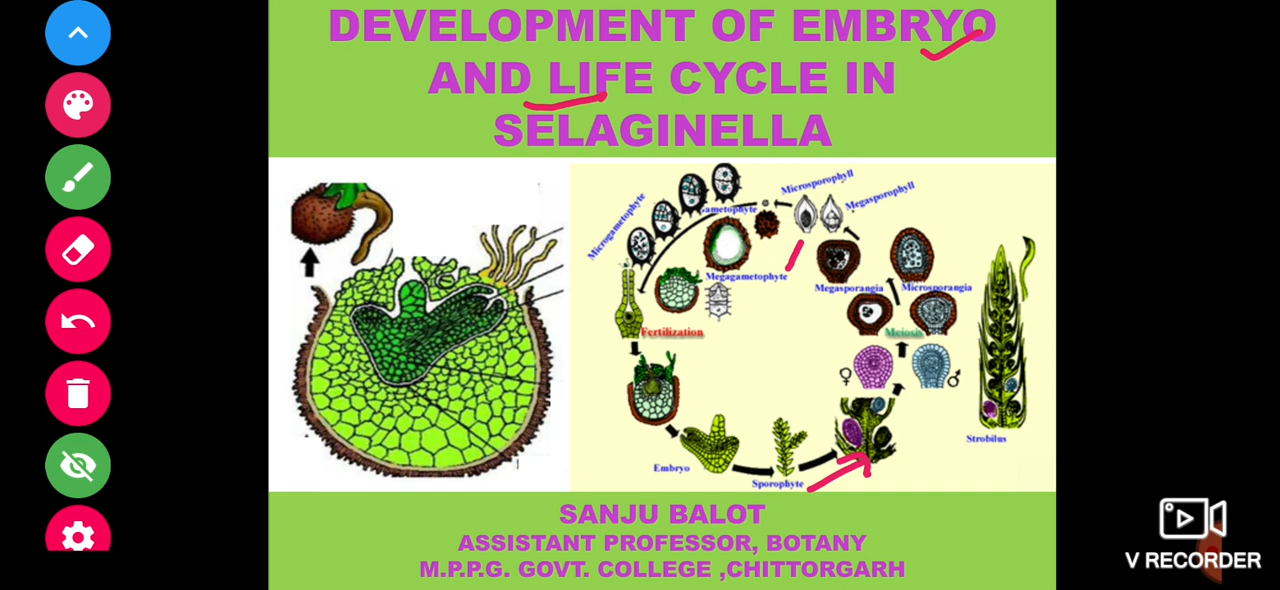 DEVELOPMENT OF EMBRYO
AND LIFE CYCLE IN
SELAGINELLA
Microsporophyll
Megasporophyll
Microgametophyte
Gametophyte
Megagametophyte
Megasporangia
Microsporangia
Fertilization
Meiosis
♀
♂
Strobilus
Embryo
Sporophyte
SANJU BALOT
ASSISTANT PROFESSOR, BOTANY
M.P.P.G. GOVT. COLLEGE ,CHITTORGARH
V RECORDER